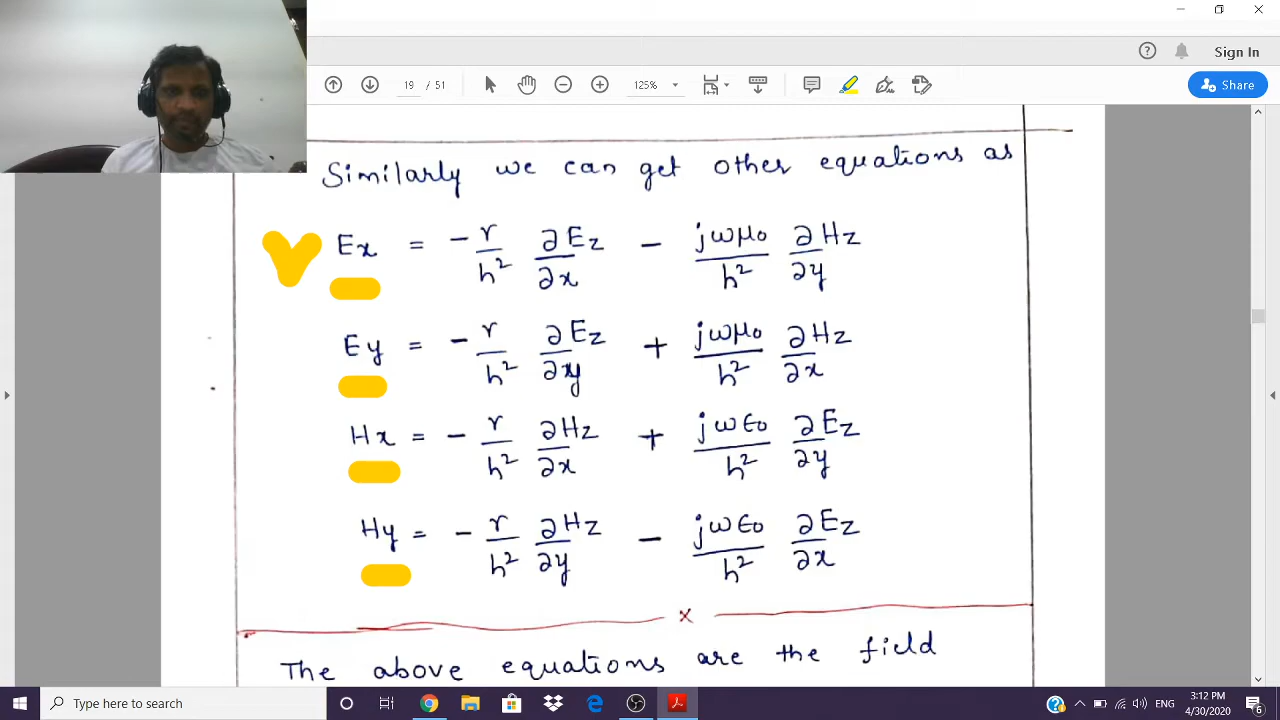 Sign In
19 / 51
125%
Share
Similarly we can get other equations as
Ex = - r/h² ∂Ez/∂x - jωμ₀/h² ∂Hz/∂y
Ey = - r/h² ∂Ez/∂y + jωμ₀/h² ∂Hz/∂x
Hx = - r/h² ∂Hz/∂x + jωϵ₀/h² ∂Ez/∂y
Hy = - r/h² ∂Hz/∂y - jωϵ₀/h² ∂Ez/∂x
x
The above equations are the field
Type here to search
3:12 PM
4/30/2020
6